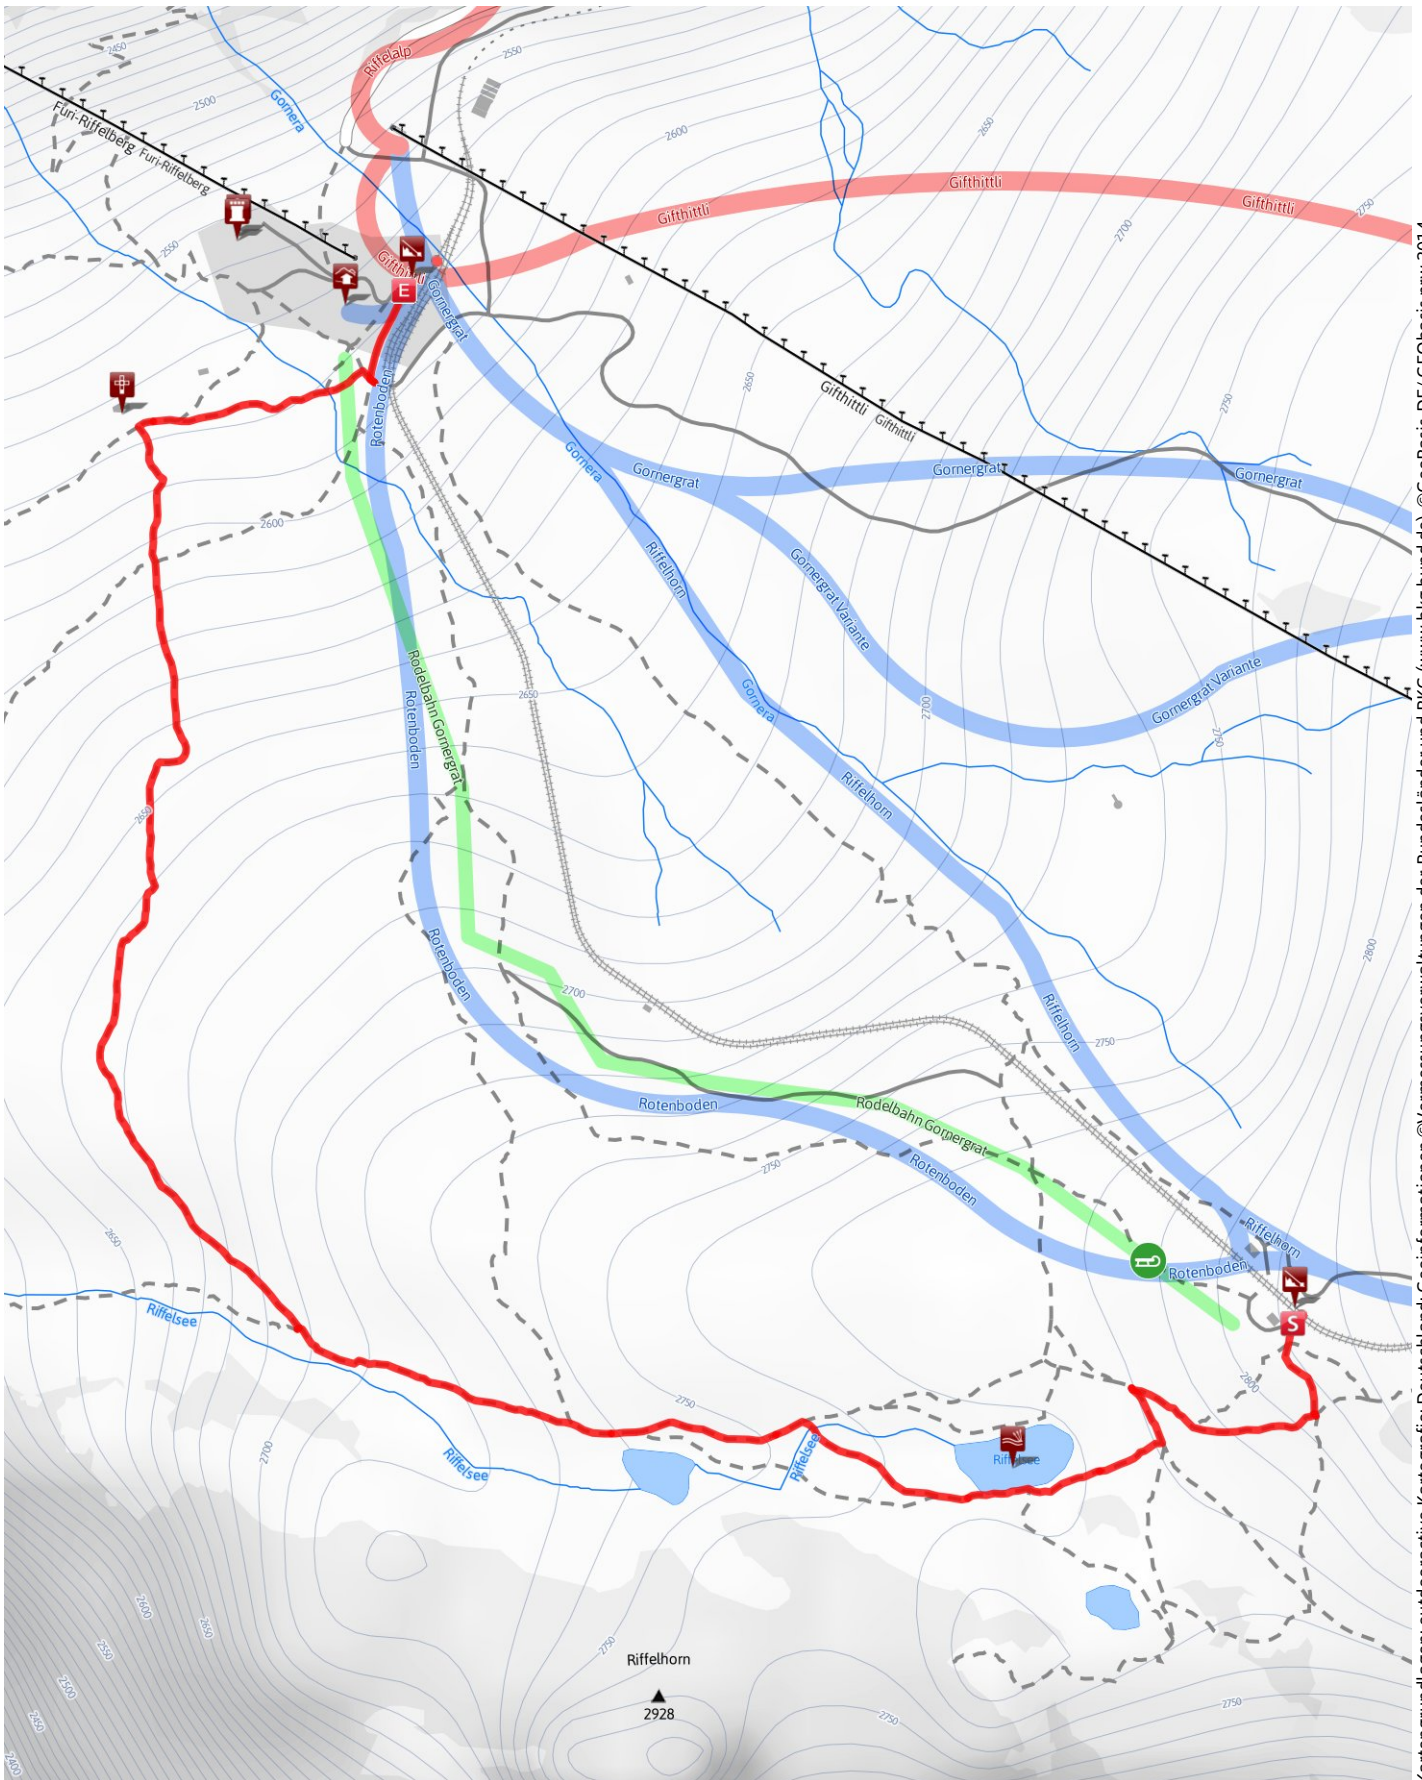 2450
2550
Riffelalp
2500
Gornera
2600
2650
Furi-Riffelberg
Furi-Riffelberg
Gifthittli
Gifthittli
Gifthittli
2750
2700
2550
Gifthittli
E
Gornergrat
2650
Gifthittli
Gifthittli
2750
Rotenboden
Gornera
Gornergrat
Gornergrat
Gornergrat
2600
Riffelhorn
Gornergrat Variante
Rodelbahn Gornergrat
Rotenboden
2650
Gornera
2700
Gornergrat Variante
2750
Riffelhorn
2650
2800
Rotenboden
2700
Riffelhorn
2750
Rotenboden
Rodelbahn Gornergrat
2750
Rotenboden
2650
Riffelhorn
Rotenboden
Riffelsee
S
2800
2750
2700
Riffelsee
Riffelsee
Riffelsee
2600
2650
2550
2750
Riffelhorn
2500
2928
2750
2750
2450
2400